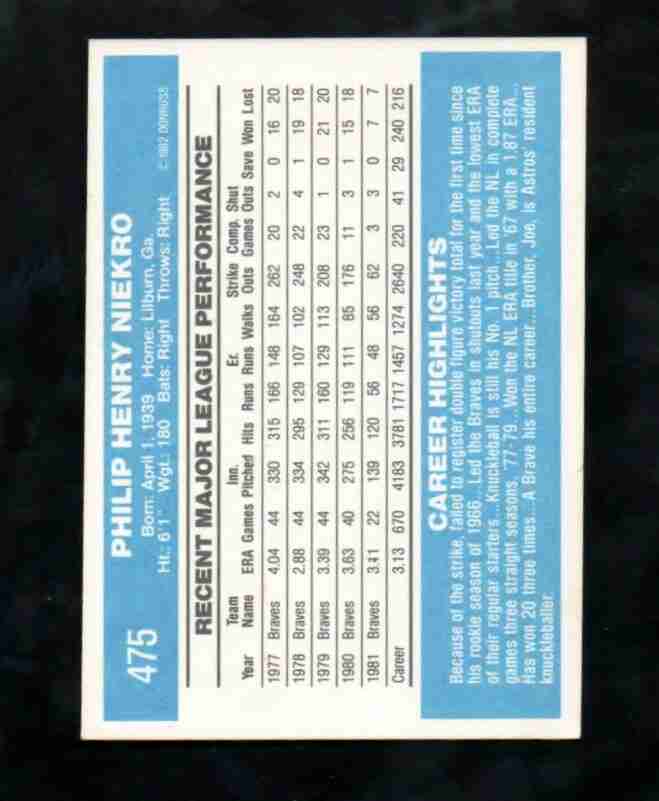 475
PHILIP HENRY NIEKRO
Born: April 1, 1939 Home: Lilburn, Ga.
Ht.: 6'1" Wgt.: 180 Bats: Right Throws: Right
© 1982 DONRUSS
RECENT MAJOR LEAGUE PERFORMANCE
Team Inn. Er. Strike Comp. Shut
Year Name ERA Games Pitched Hits Runs Runs Walks Outs Games Outs Save Won Lost
1977 Braves 4.04 44 330 315 166 148 164 262 20 2 0 16 20
1978 Braves 2.88 44 334 295 129 107 102 248 22 4 1 19 18
1979 Braves 3.39 44 342 311 160 129 113 208 23 1 0 21 20
1980 Braves 3.63 40 275 256 119 111 85 176 11 3 1 15 18
1981 Braves 3.11 22 139 120 56 48 56 62 3 3 0 7 7
Career 3.13 670 4183 3781 1717 1457 1274 2640 220 41 29 240 216
CAREER HIGHLIGHTS
Because of the strike, failed to register double figure victory total for the first time since
his rookie season of 1966...Led the Braves in shutouts last year and the lowest ERA
of their regular starters...Knuckleball is still his No. 1 pitch...Led the NL in complete
games three straight seasons, '77-'79...Won the NL ERA title in '67 with a 1.87 ERA...
Has won 20 three times...A Brave his entire career...Brother, Joe, is Astros' resident
knuckleballer.